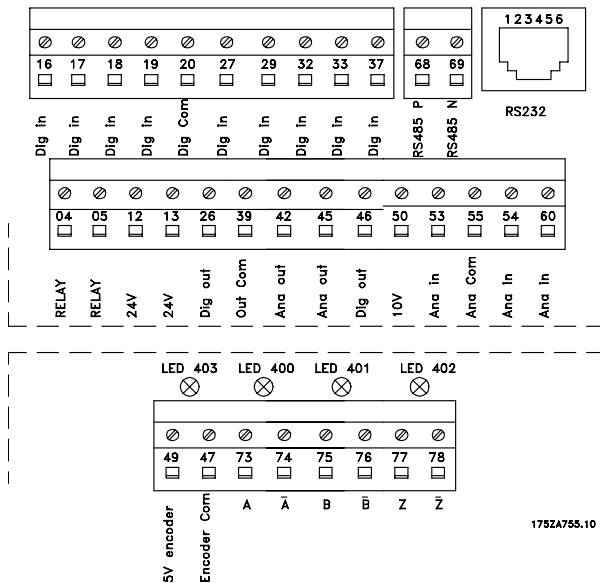 1 2 3 4 5 6
16 17 18 19 20 27 29 32 33 37 68 69
Dig in Dig in Dig in Dig in Dig Com Dig in Dig in Dig in Dig in Dig in RS485 P RS485 N
RS232
04 05 12 13 26 39 42 45 46 50 53 55 54 60
RELAY RELAY 24V 24V Dig out Out Com Ana out Ana out Dig out 10V Ana in Ana Com Ana in Ana in
LED 403 LED 400 LED 401 LED 402
49 47 73 74 75 76 77 78
5V encoder Encoder Com A A̅ B B̅ Z Z̅
175ZA755.10